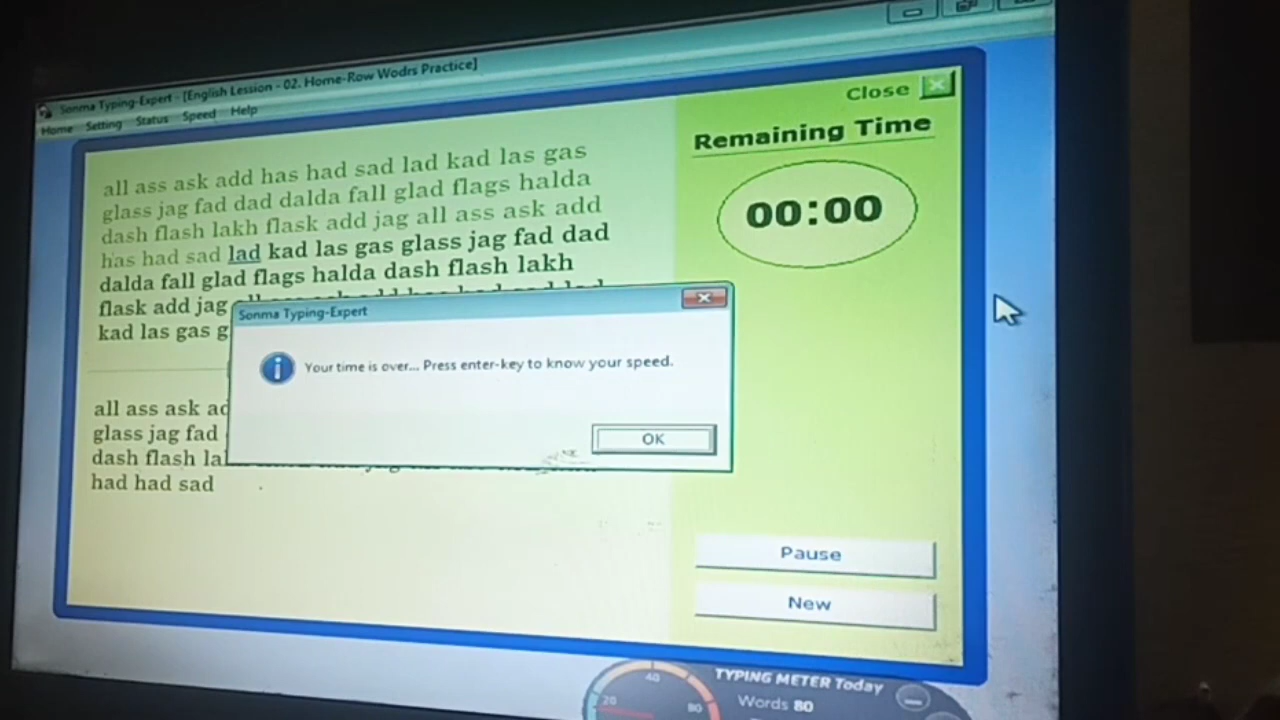 Sonma Typing-Expert - [English Lession - 02. Home-Row Wodrs Practice]
Home Setting Status Speed Help
Close
Remaining Time
00:00
all ass ask add has had sad lad kad las gas
glass jag fad dad dalda fall glad flags halda
dash flash lakh flask add jag all ass ask add
has had sad lad kad las gas glass jag fad dad
dalda fall glad flags halda dash flash lakh
flask add jag
kad las gas g
Sonma Typing-Expert
Your time is over... Press enter-key to know your speed.
OK
all ass ask ad
glass jag fad
dash flash la
had had sad
Pause
New
TYPING METER Today
Words 80
20
40
80